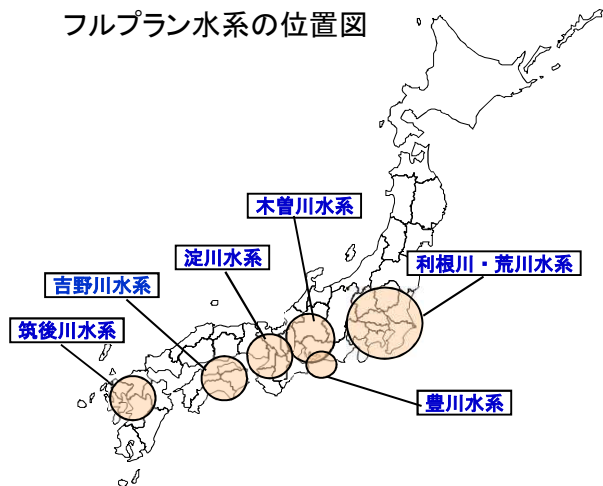 フルプラン水系の位置図
木曽川水系
淀川水系
利根川・荒川水系
吉野川水系
筑後川水系
豊川水系